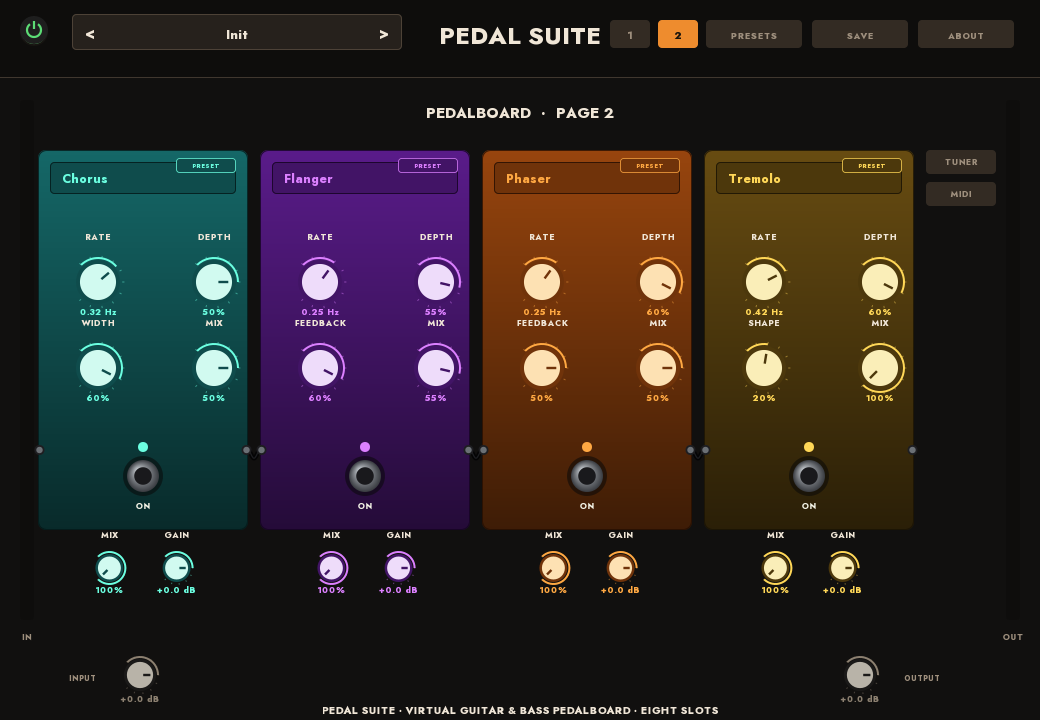 < Init > PEDAL SUITE 1 2 PRESETS SAVE ABOUT
PEDALBOARD · PAGE 2
PRESET PRESET PRESET PRESET
Chorus Flanger Phaser Tremolo
TUNER
MIDI
RATE DEPTH RATE DEPTH RATE DEPTH RATE DEPTH
0.32 Hz 50% 0.25 Hz 55% 0.25 Hz 60% 0.42 Hz 60%
WIDTH MIX FEEDBACK MIX FEEDBACK MIX SHAPE MIX
60% 50% 60% 55% 50% 50% 20% 100%
ON ON ON ON
MIX GAIN MIX GAIN MIX GAIN MIX GAIN
100% +0.0 dB 100% +0.0 dB 100% +0.0 dB 100% +0.0 dB
IN OUT
INPUT OUTPUT
+0.0 dB +0.0 dB
PEDAL SUITE · VIRTUAL GUITAR & BASS PEDALBOARD · EIGHT SLOTS